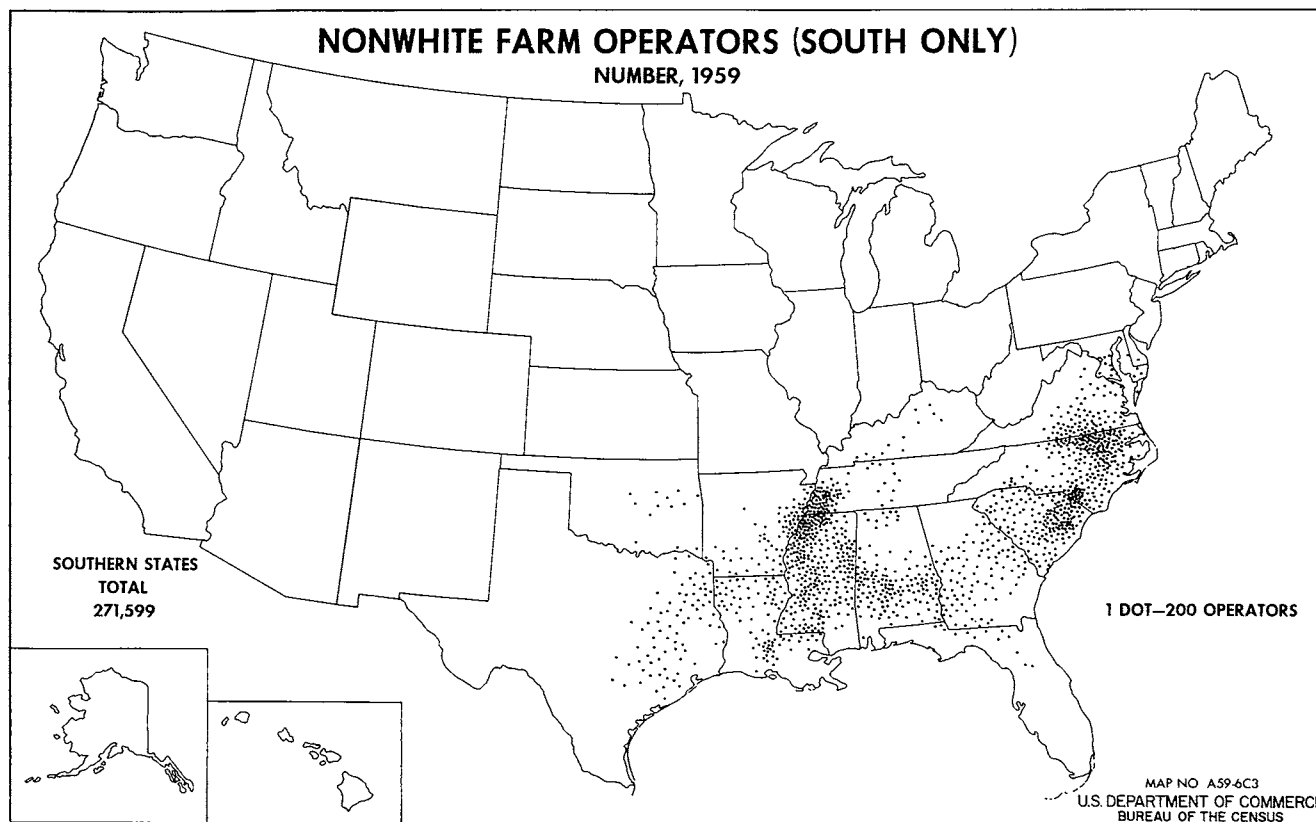 NONWHITE FARM OPERATORS (SOUTH ONLY)
NUMBER, 1959
SOUTHERN STATES
TOTAL
271,599
1 DOT—200 OPERATORS
MAP NO A59-6C3
U.S. DEPARTMENT OF COMMERC
BUREAU OF THE CENSUS